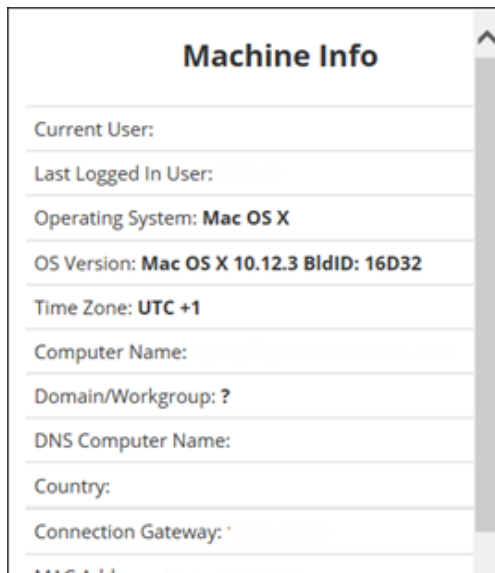 Machine Info
Current User:
Last Logged In User:
Operating System: Mac OS X
OS Version: Mac OS X 10.12.3 BldID: 16D32
Time Zone: UTC +1
Computer Name:
Domain/Workgroup: ?
DNS Computer Name:
Country:
Connection Gateway: